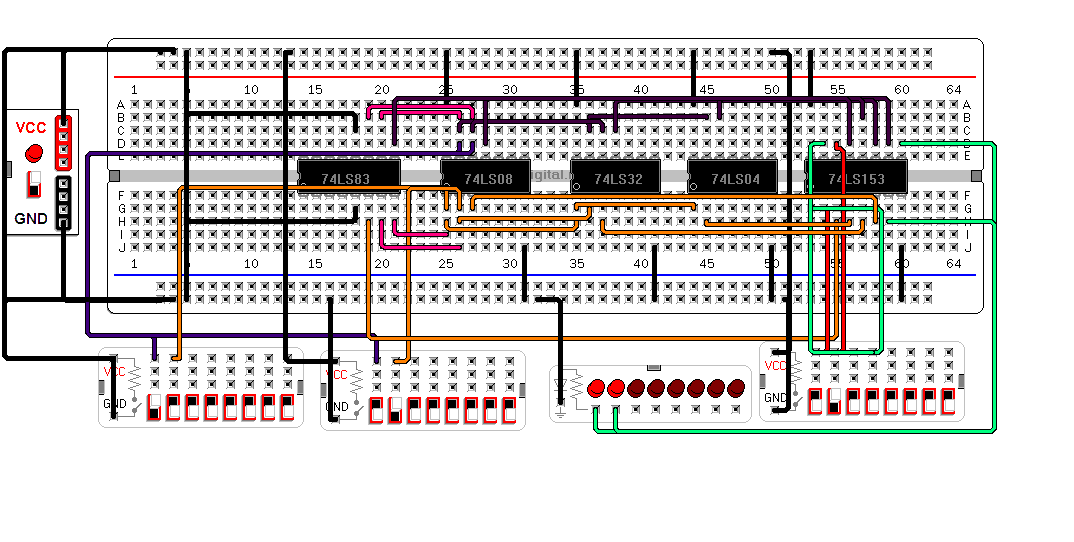 1 5 10 15 20 25 30 35 40 45 50 55 60 64
A A
B B
C C
D D
E E
VCC
GND
74LS83 74LS08 74LS32 74LS04 74LS153
igital.
F F
G G
H H
I I
J J
1 5 10 15 20 25 30 35 40 45 50 55 60 64
VCC
GND
VCC
GND
VCC
GND